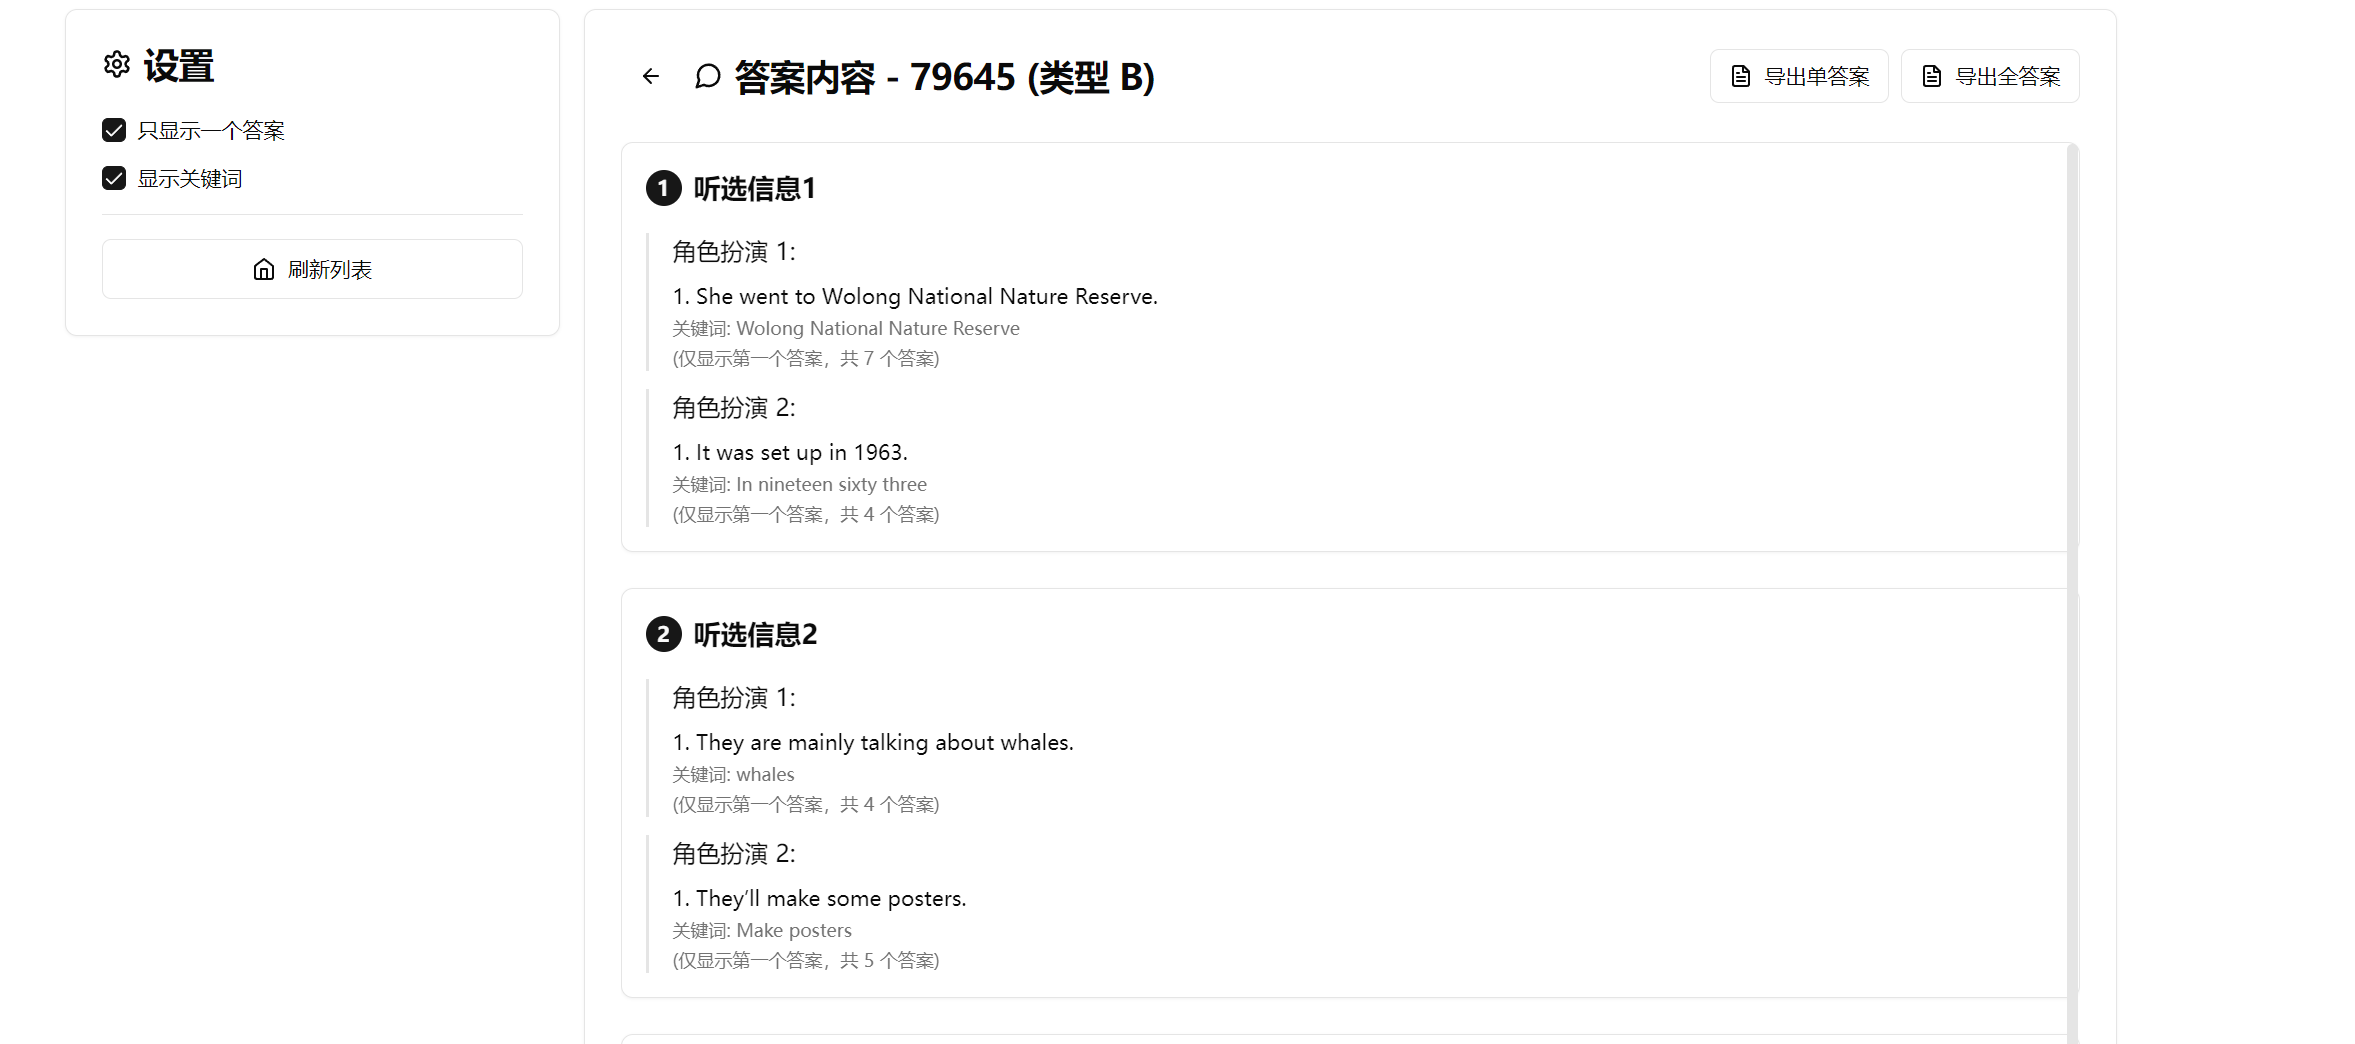 设置
只显示一个答案
显示关键词
刷新列表
答案内容 - 79645 (类型 B)
导出单答案
导出全答案
1 听选信息1
角色扮演 1:
1. She went to Wolong National Nature Reserve.
关键词: Wolong National Nature Reserve
(仅显示第一个答案，共 7 个答案)
角色扮演 2:
1. It was set up in 1963.
关键词: In nineteen sixty three
(仅显示第一个答案，共 4 个答案)
2 听选信息2
角色扮演 1:
1. They are mainly talking about whales.
关键词: whales
(仅显示第一个答案，共 4 个答案)
角色扮演 2:
1. They’ll make some posters.
关键词: Make posters
(仅显示第一个答案，共 5 个答案)